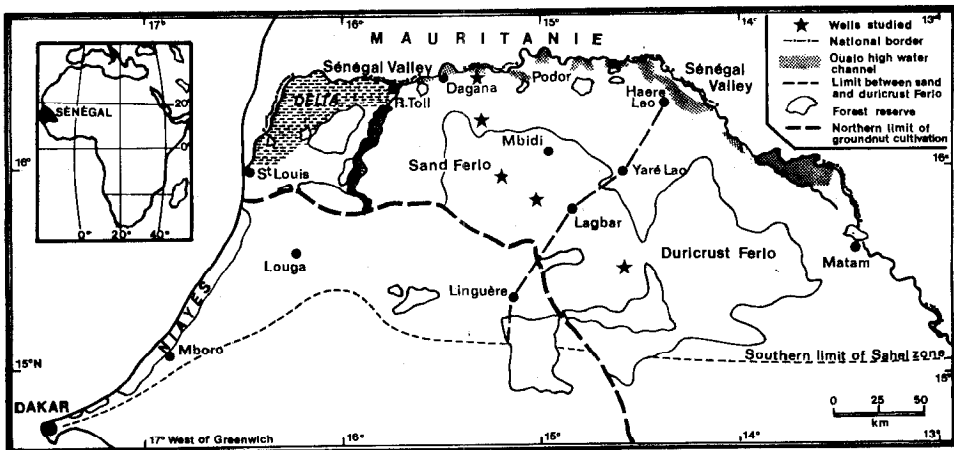 17°
16°
15°
14°
13°
MAURITANIE
Wells studied
National border
Oualo high water
channel
Limit between sand
and duricrust Ferlo
Forest reserve
Northern limit of
groundnut cultivation
SÉNÉGAL
20°
0°
0° 20° 40°
Sénégal Valley
Dagana
Podor
Sénégal
Valley
DELTA
R.Toll
Haere
Lao
Mbidi
16°
16°
Sand Ferlo
Yaré Lao
St Louis
Lagbar
Louga
Duricrust Ferlo
Matam
Linguère
NIAYES
Mboro
15°N
Southern limit of Sahel zone
15°
DAKAR
0 25 50
km
17° West of Greenwich
16°
15°
14°
13°